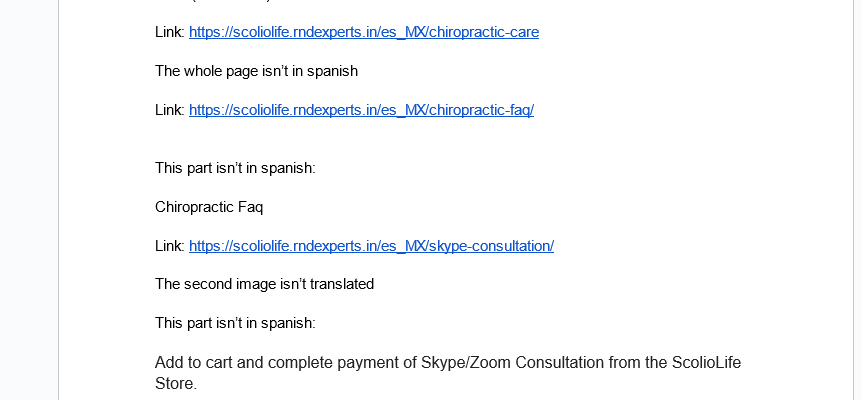 Link: https://scoliolife.rndexperts.in/es_MX/chiropractic-care
The whole page isn’t in spanish
Link: https://scoliolife.rndexperts.in/es_MX/chiropractic-faq/
This part isn’t in spanish:
Chiropractic Faq
Link: https://scoliolife.rndexperts.in/es_MX/skype-consultation/
The second image isn’t translated
This part isn’t in spanish:
Add to cart and complete payment of Skype/Zoom Consultation from the ScolioLife
Store.